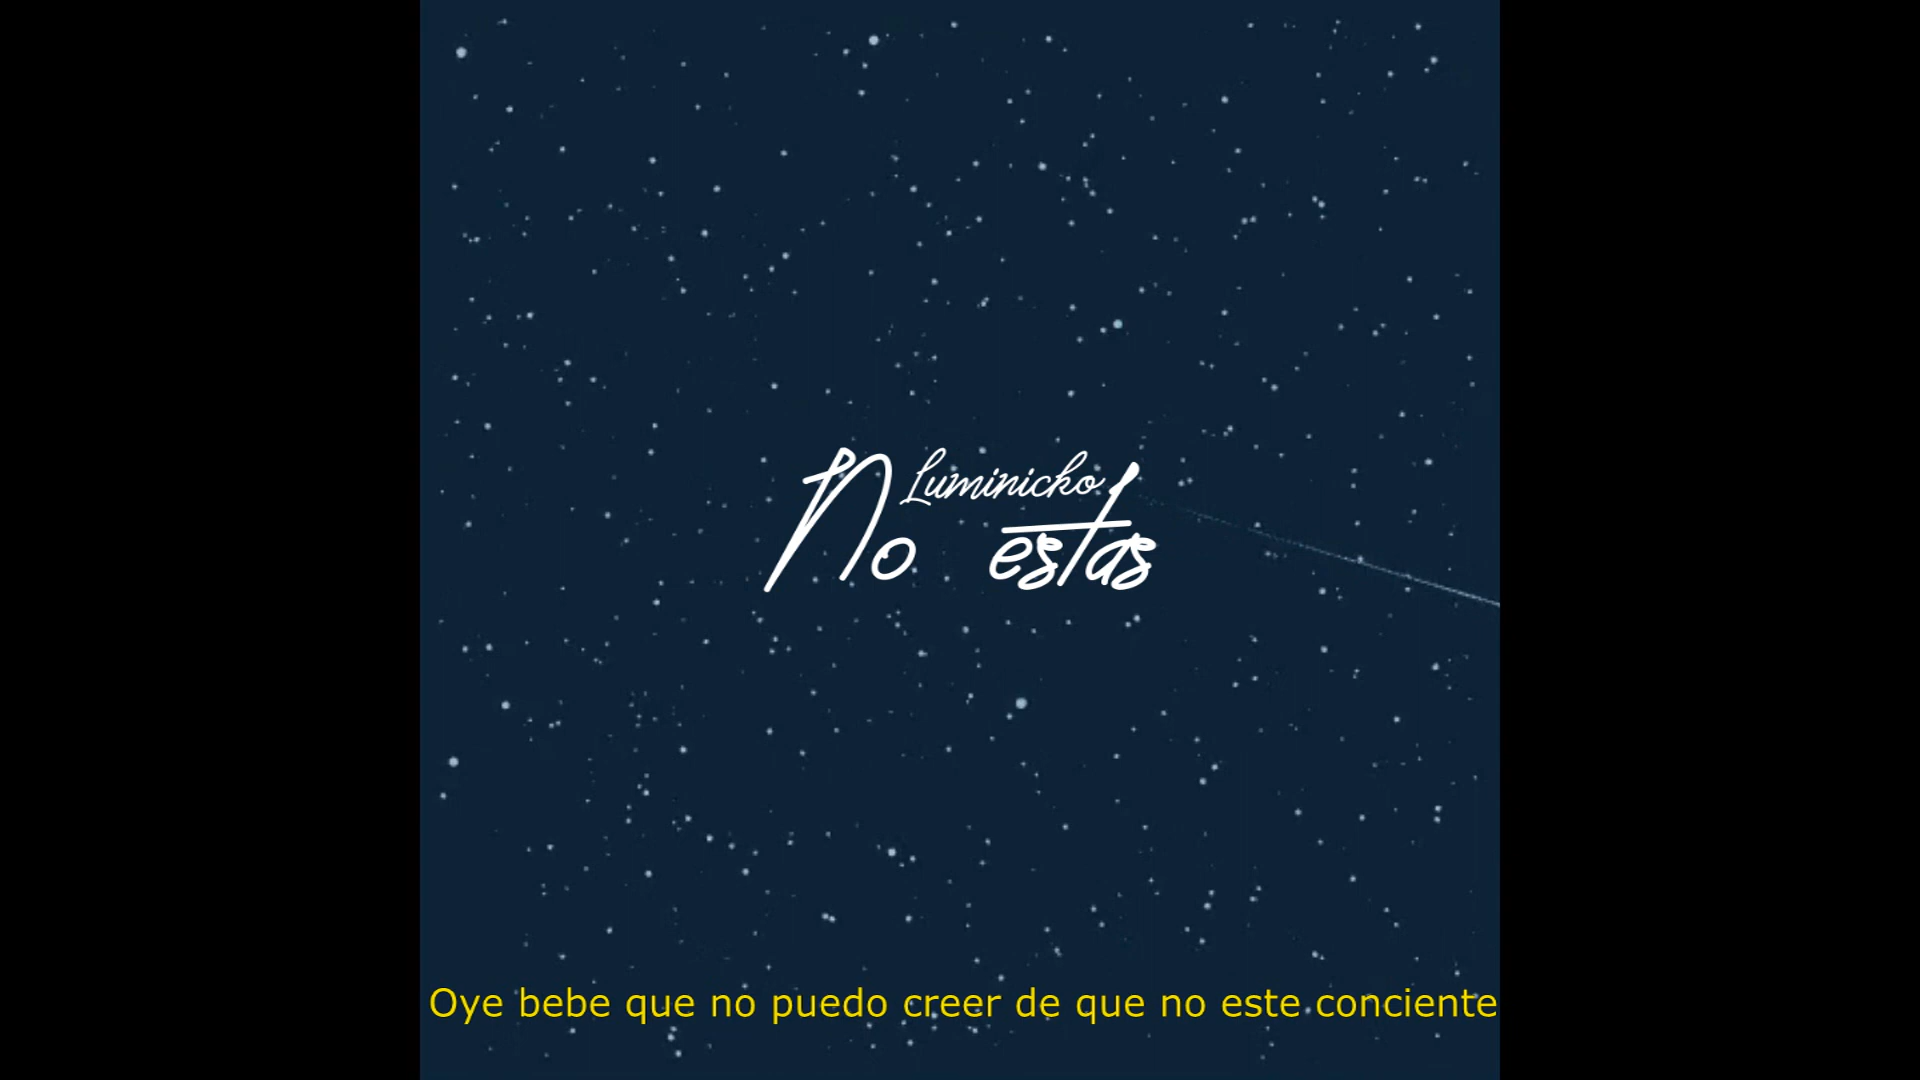 Luminicko
No estas
Oye bebe que no puedo creer de que no este conciente